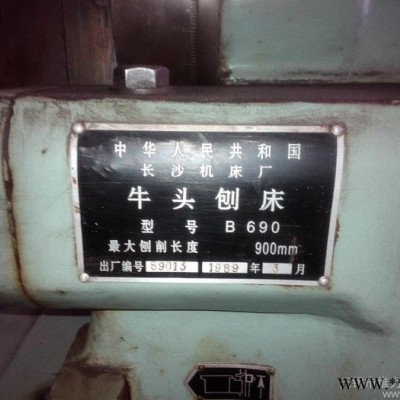 中华人民共和国
长沙机床厂
牛头刨床
型号 B 690
最大刨削长度 900mm
出厂编号 89013 1989 年 3 月
www.